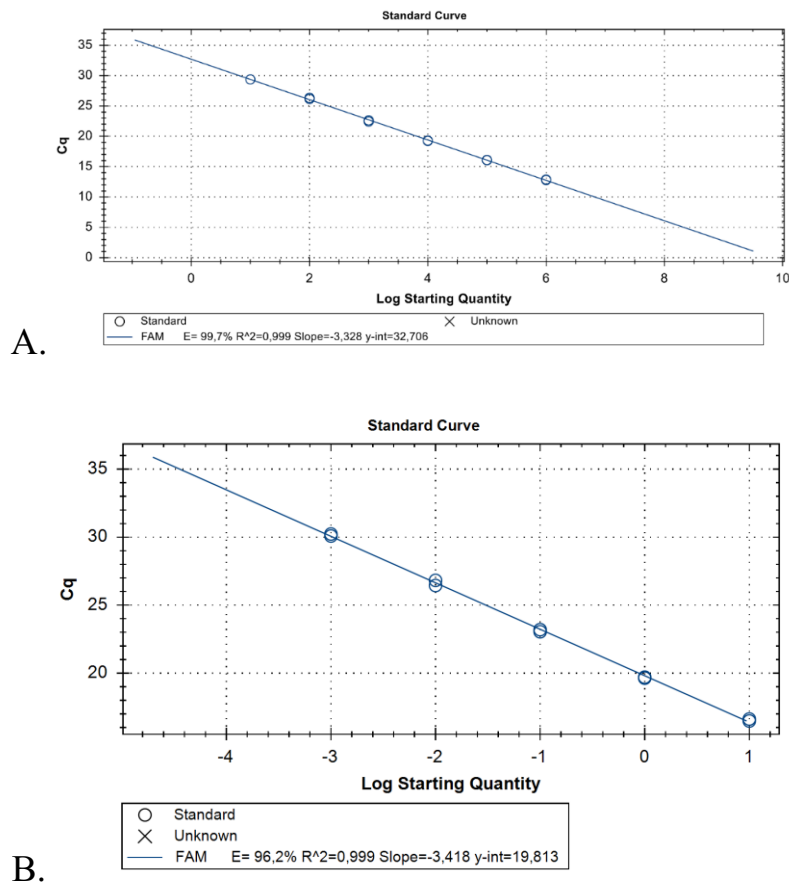 Standard Curve
35
30
25
20
15
10
5
0
Cq
0 2 4 6 8 10
Log Starting Quantity
Standard Unknown
FAM E= 99,7% R^2=0,999 Slope=-3,328 y-int=32,706
A.
Standard Curve
35
30
25
20
Cq
-4 -3 -2 -1 0 1
Log Starting Quantity
Standard
Unknown
FAM E= 96,2% R^2=0,999 Slope=-3,418 y-int=19,813
B.